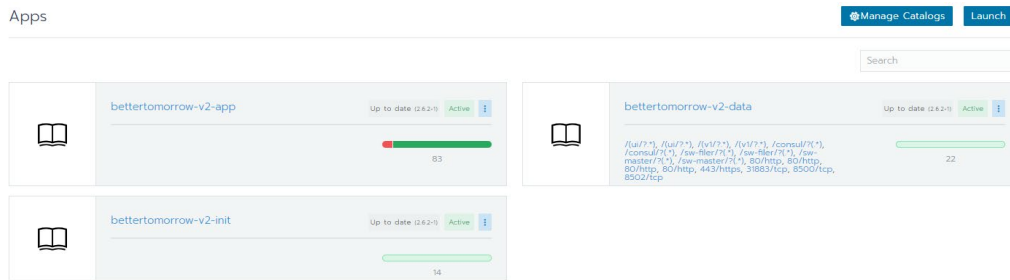 Apps
Manage Catalogs
Launch
Search
bettertomorrow-v2-app
Up to date (2.6.2-1)
Active
83
bettertomorrow-v2-data
Up to date (2.6.2-1)
Active
/(ui/?.*), /(ui/?.*), /(v1/?.*), /(v1/?.*), /consul/?(.*),
/consul/?(.*), /sw-filer/?(.*), /sw-filer/?(.*), /sw-
master/?(.*), /sw-master/?(.*), 80/http, 80/http,
80/http, 80/http, 443/https, 31883/tcp, 8500/tcp,
8502/tcp
22
bettertomorrow-v2-init
Up to date (2.6.2-1)
Active
14